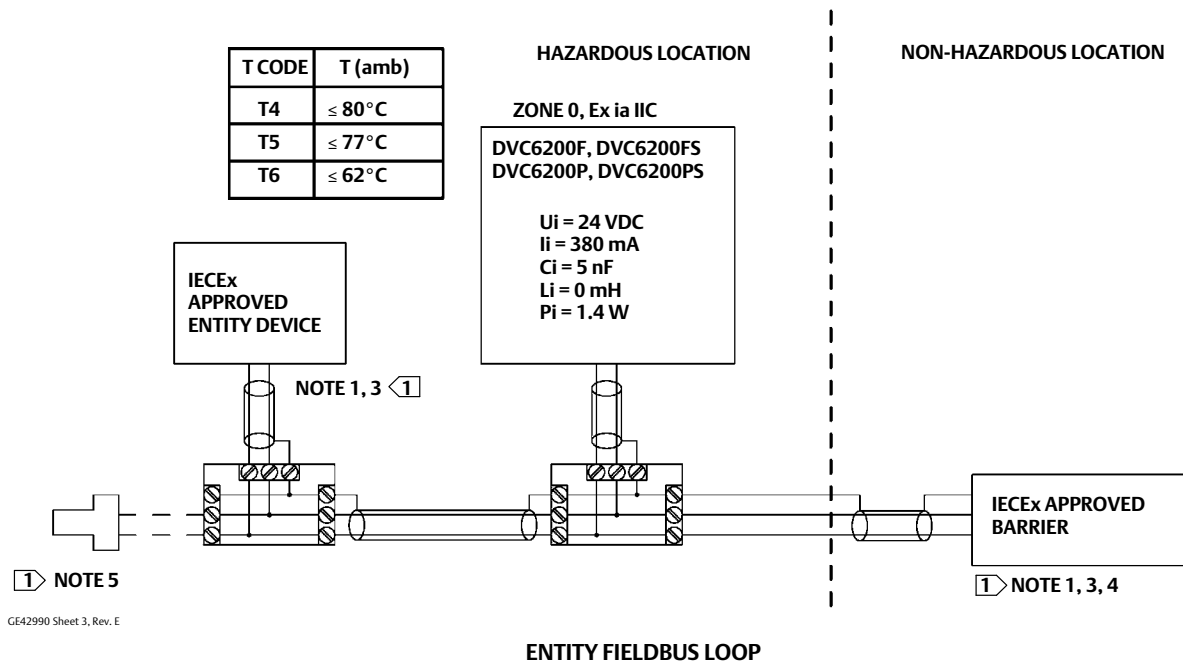 HAZARDOUS LOCATION
NON-HAZARDOUS LOCATION
T CODE T (amb)
T4 ≤ 80°C
T5 ≤ 77°C
T6 ≤ 62°C
ZONE 0, Ex ia IIC
DVC6200F, DVC6200FS
DVC6200P, DVC6200PS
Ui = 24 VDC
Ii = 380 mA
Ci = 5 nF
Li = 0 mH
Pi = 1.4 W
IECEx
APPROVED
ENTITY DEVICE
NOTE 1, 3 1
IECEx APPROVED
BARRIER
1 NOTE 5
1 NOTE 1, 3, 4
GE42990 Sheet 3, Rev. E
ENTITY FIELDBUS LOOP